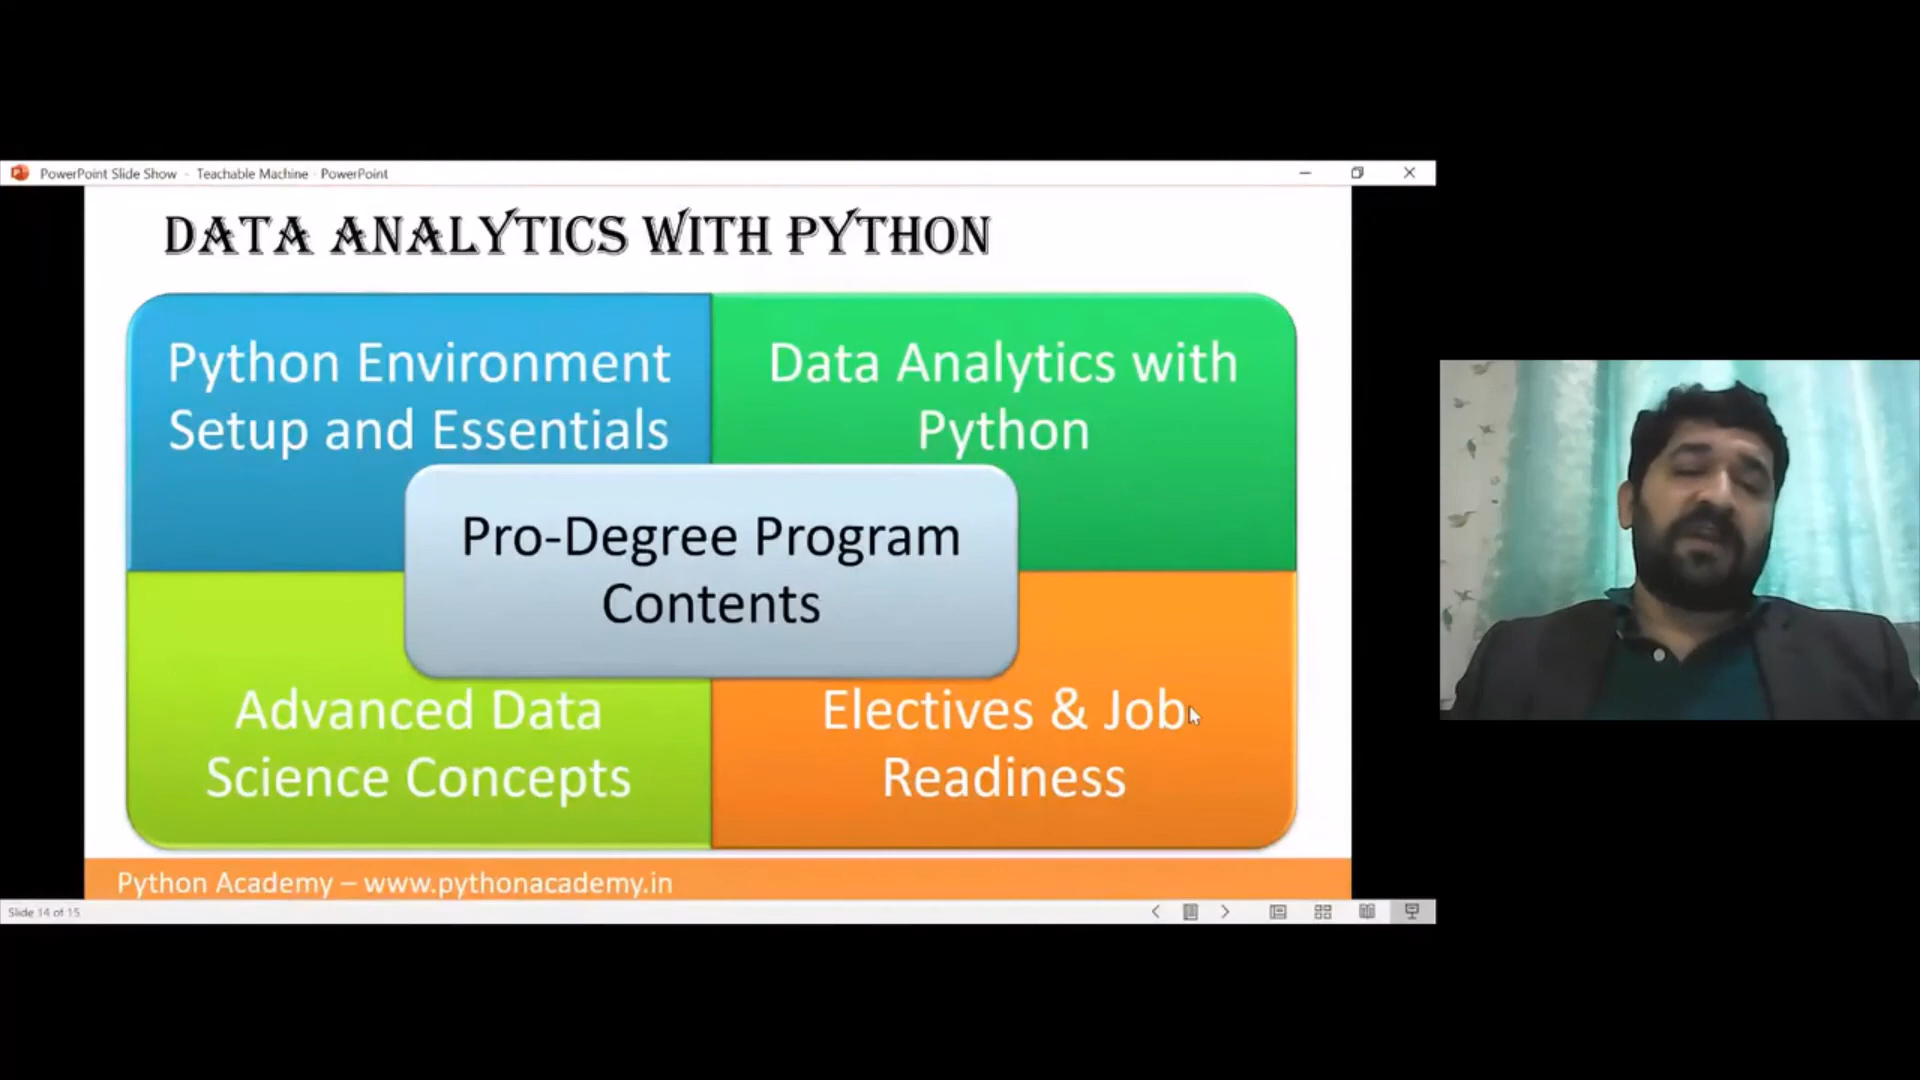 PowerPoint Slide Show - Teachable Machine - PowerPoint
DATA ANALYTICS WITH PYTHON
Python Environment
Setup and Essentials
Data Analytics with
Python
Pro-Degree Program
Contents
Advanced Data
Science Concepts
Electives & Job
Readiness
Python Academy – www.pythonacademy.in
Slide 14 of 15